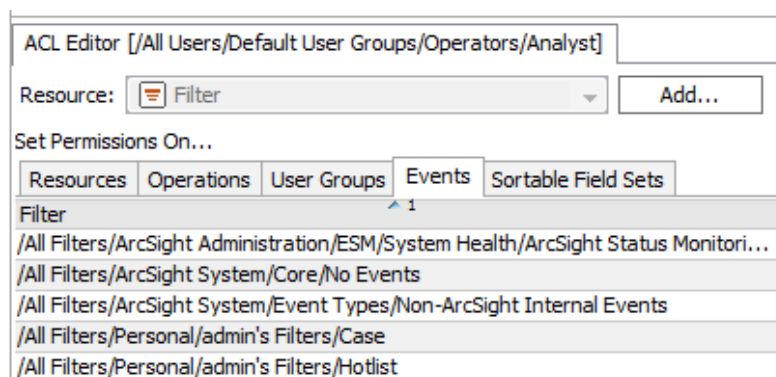 ACL Editor [/All Users/Default User Groups/Operators/Analyst]
Resource: Filter Add...
Set Permissions On...
Resources Operations User Groups Events Sortable Field Sets
Filter 1
/All Filters/ArcSight Administration/ESM/System Health/ArcSight Status Monitori...
/All Filters/ArcSight System/Core/No Events
/All Filters/ArcSight System/Event Types/Non-ArcSight Internal Events
/All Filters/Personal/admin's Filters/Case
/All Filters/Personal/admin's Filters/Hotlist